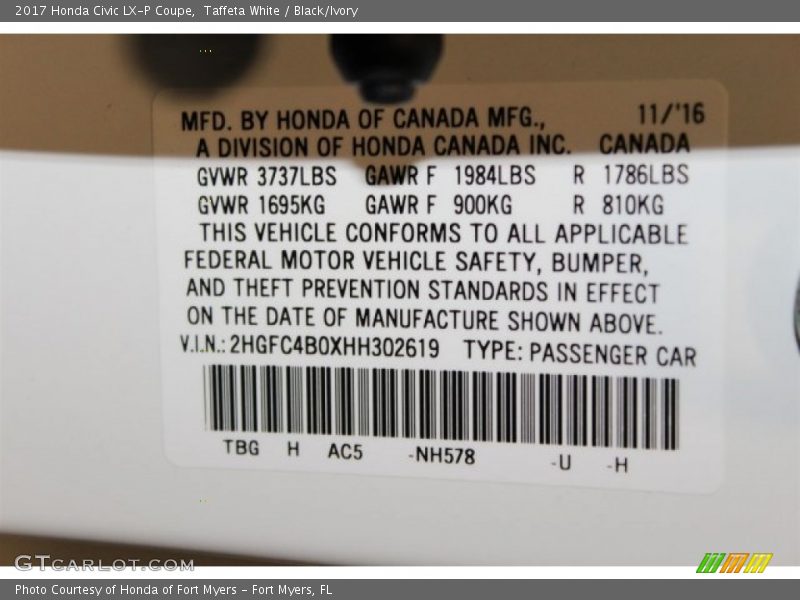 2017 Honda Civic LX-P Coupe, Taffeta White / Black/Ivory
MFD. BY HONDA OF CANADA MFG., 11/'16
A DIVISION OF HONDA CANADA INC. CANADA
GVWR 3737LBS GAWR F 1984LBS R 1786LBS
GVWR 1695KG GAWR F 900KG R 810KG
THIS VEHICLE CONFORMS TO ALL APPLICABLE
FEDERAL MOTOR VEHICLE SAFETY, BUMPER,
AND THEFT PREVENTION STANDARDS IN EFFECT
ON THE DATE OF MANUFACTURE SHOWN ABOVE.
V.I.N.: 2HGFC4B0XHH302619 TYPE: PASSENGER CAR
TBG H AC5 -NH578 -U -H
GTCARLOT.COM
Photo Courtesy of Honda of Fort Myers - Fort Myers, FL